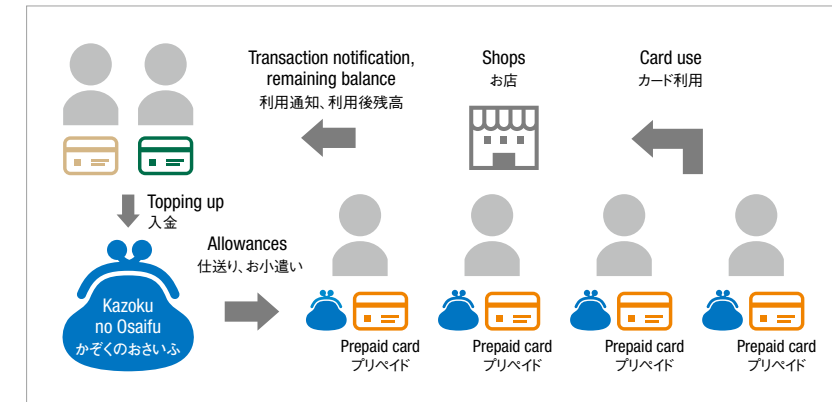 Transaction notification,
remaining balance
利用通知、利用後残高
Shops
お店
Card use
カード利用
Topping up
入金
Allowances
仕送り、お小遣い
Kazoku
no Osaifu
かぞくのおさいふ
Prepaid card
プリペイド
Prepaid card
プリペイド
Prepaid card
プリペイド
Prepaid card
プリペイド